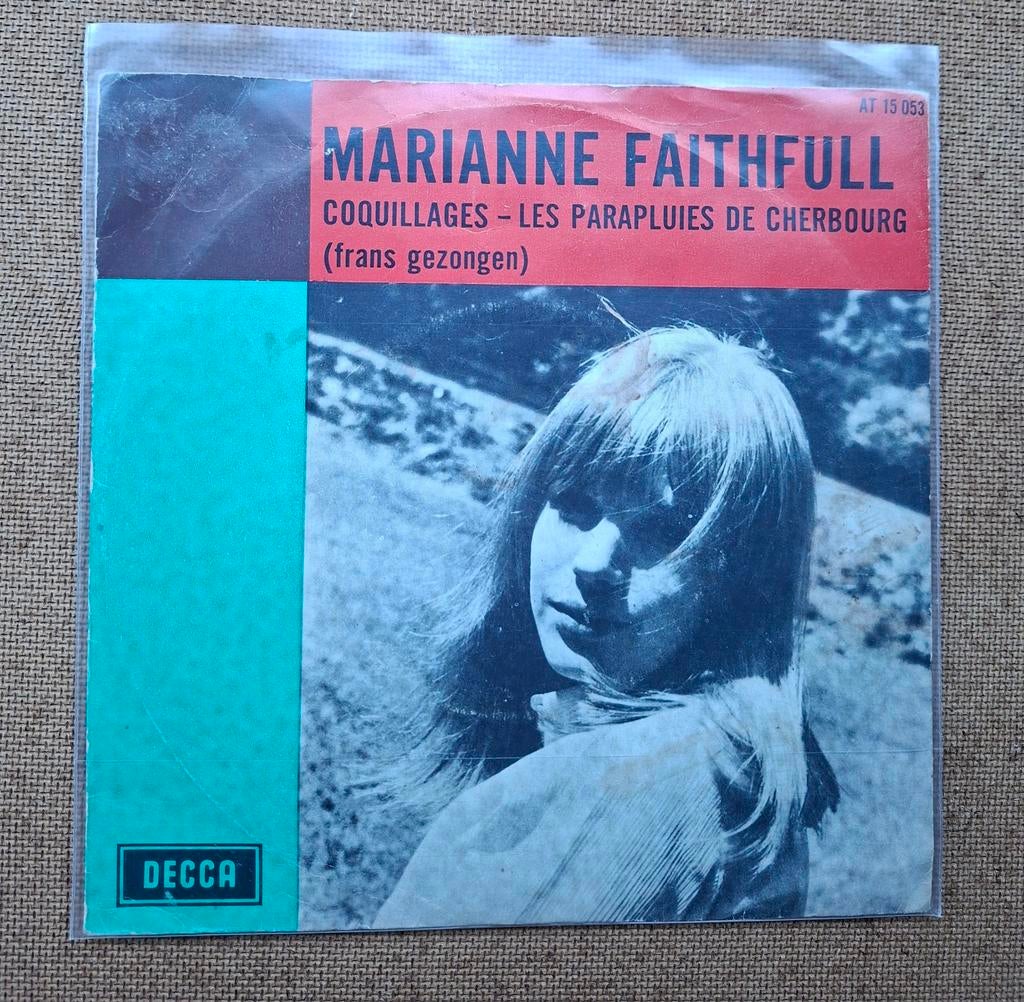 AT 15 053
MARIANNE FAITHFULL
COQUILLAGES – LES PARAPLUIES DE CHERBOURG
(frans gezongen)
DECCA